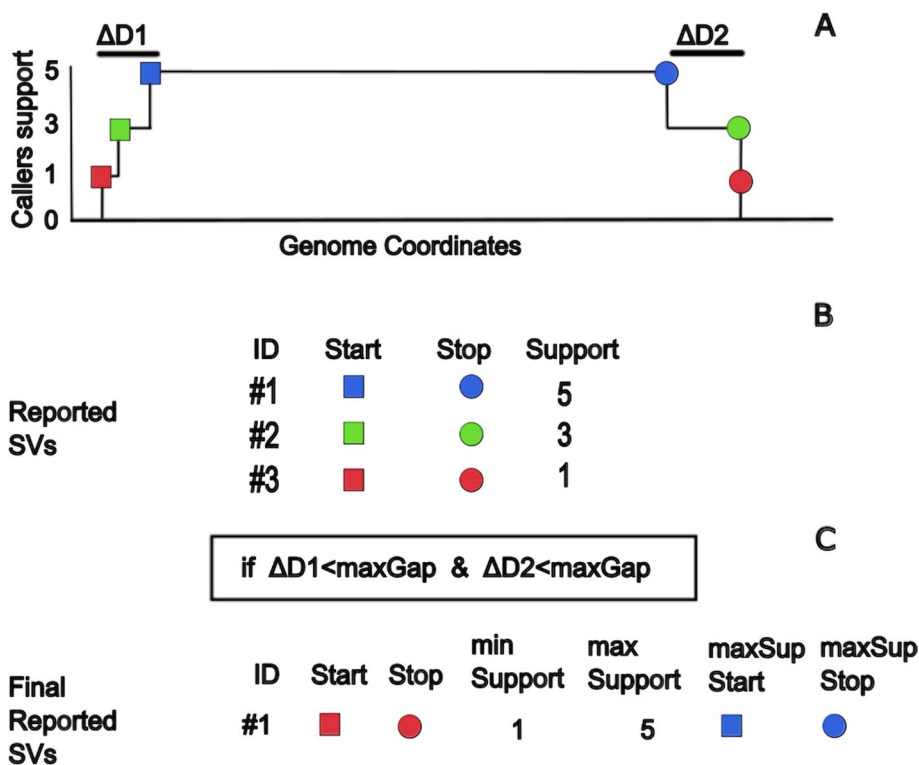 A
ΔD1 ΔD2
5
3
1
0
Callers support
Genome Coordinates
B
ID Start Stop Support
#1 5
#2 3
#3 1
Reported
SVs
C
if ΔD1<maxGap & ΔD2<maxGap
min max maxSup maxSup
ID Start Stop Support Support Start Stop
#1 1 5
Final
Reported
SVs